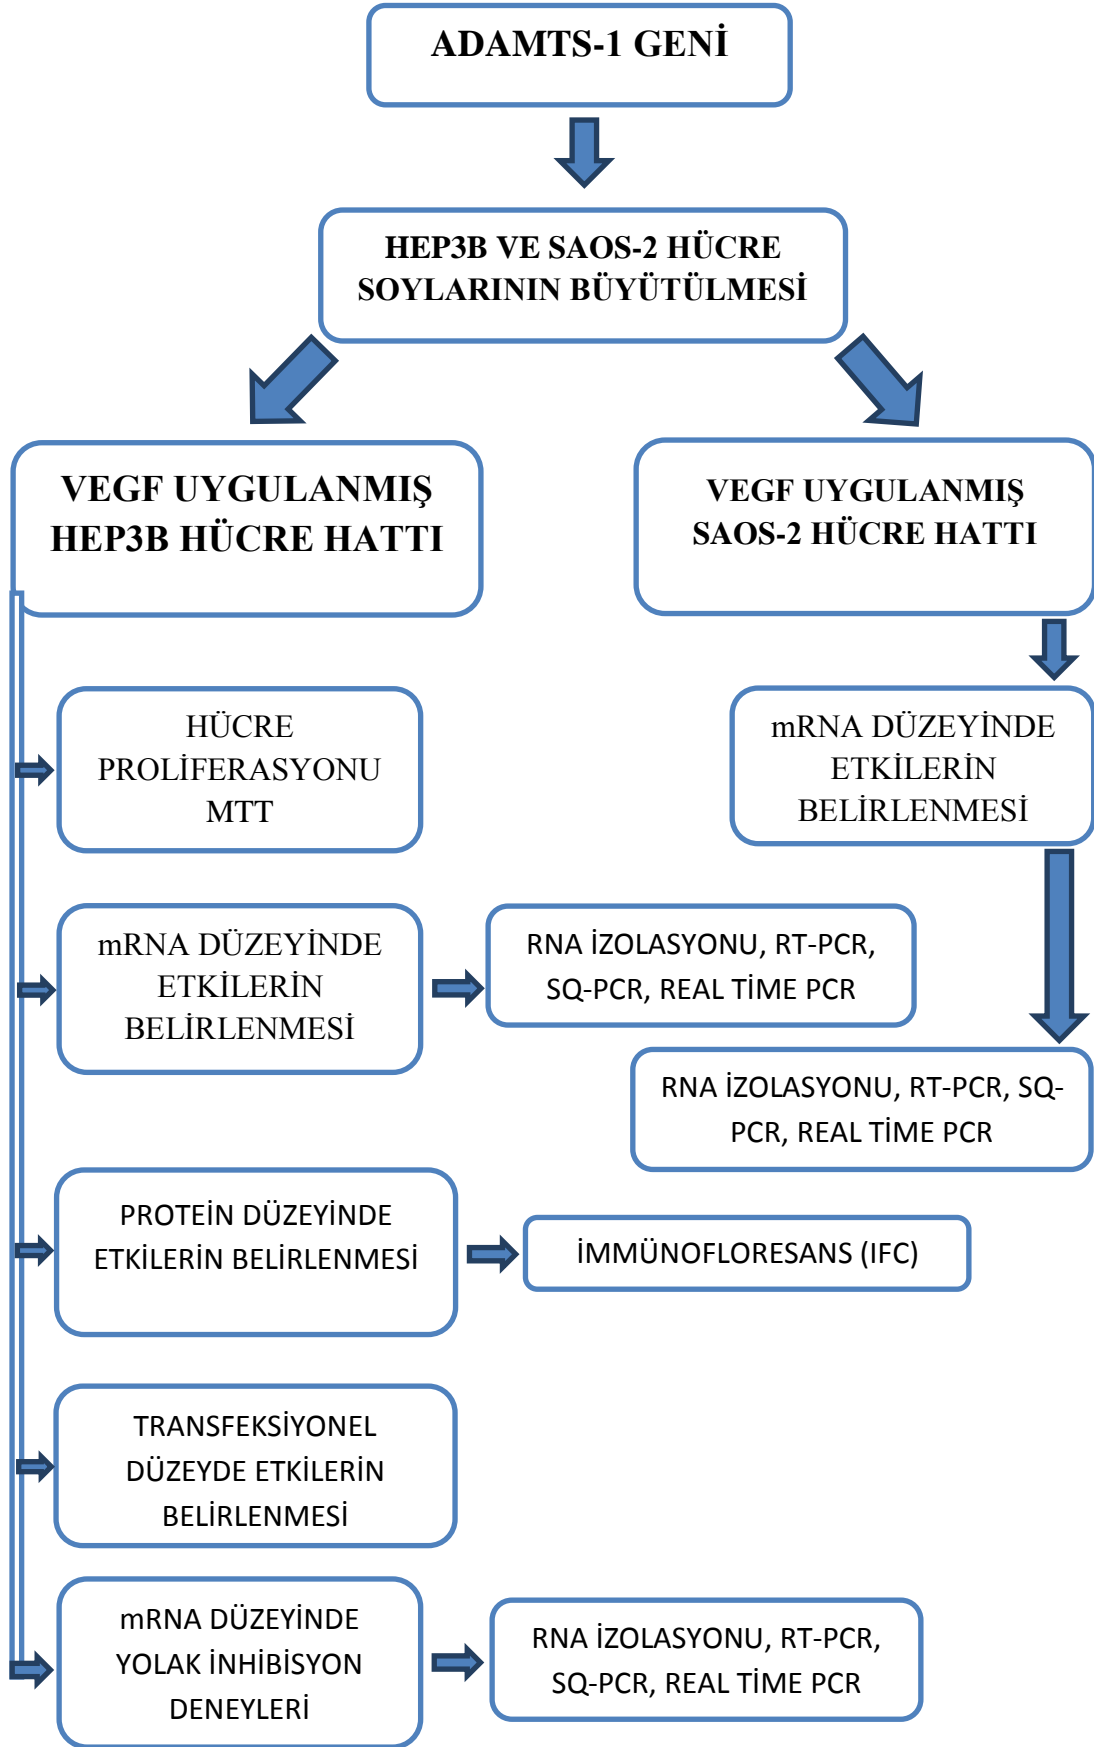 ADAMTS-1 GENİ
HEP3B VE SAOS-2 HÜCRE
SOYLARININ BÜYÜTÜLMESİ
VEGF UYGULANMIŞ
HEP3B HÜCRE HATTI
VEGF UYGULANMIŞ
SAOS-2 HÜCRE HATTI
HÜCRE
PROLİFERASYONU
MTT
mRNA DÜZEYİNDE
ETKİLERİN
BELİRLENMESİ
mRNA DÜZEYİNDE
ETKİLERİN
BELİRLENMESİ
RNA İZOLASYONU, RT-PCR,
SQ-PCR, REAL TİME PCR
RNA İZOLASYONU, RT-PCR, SQ-
PCR, REAL TİME PCR
PROTEİN DÜZEYİNDE
ETKİLERİN BELİRLENMESİ
İMMÜNOFLORESANS (IFC)
TRANSFEKSİYONEL
DÜZEYDE ETKİLERİN
BELİRLENMESİ
mRNA DÜZEYİNDE
YOLAK İNHİBİSYON
DENEYLERİ
RNA İZOLASYONU, RT-PCR,
SQ-PCR, REAL TİME PCR